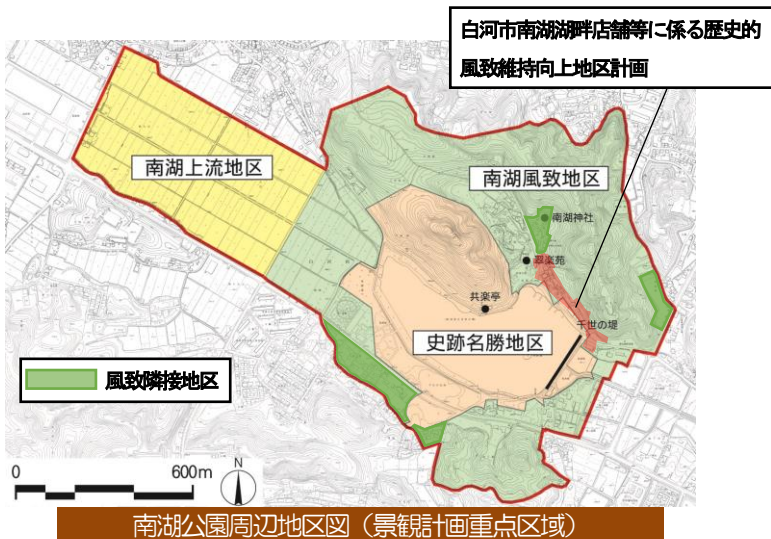 白河市南湖湖畔店舗等に係る歴史的
風致維持向上地区計画
南湖上流地区
南湖風致地区
南湖神社
翠楽苑
共楽亭
千世の堤
史跡名勝地区
風致隣接地区
0 600m
N
南湖公園周辺地区図（景観計画重点区域）